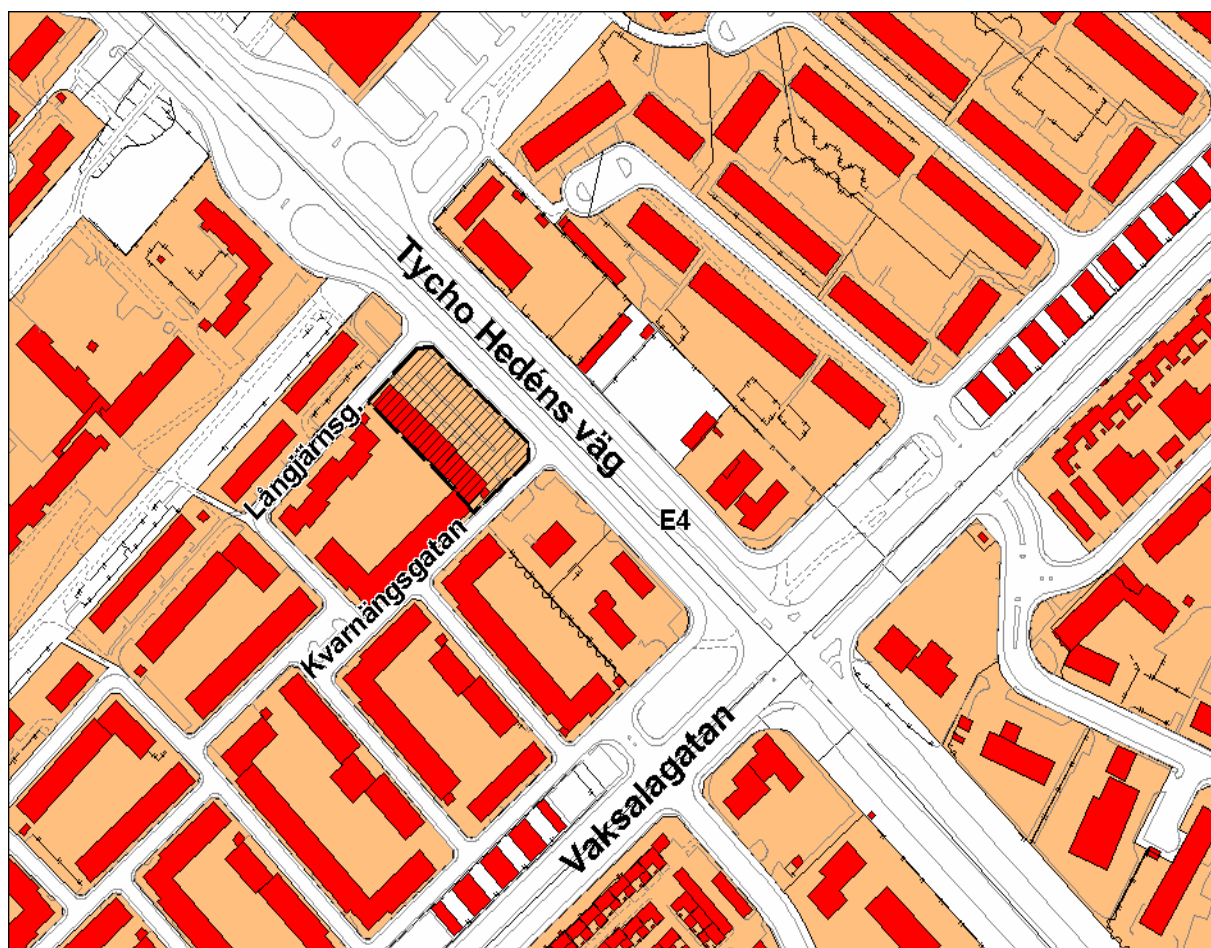 Tycho Hedéns väg
Långjärnsg.
E4
Kvarnängsgatan
Vaksalagatan